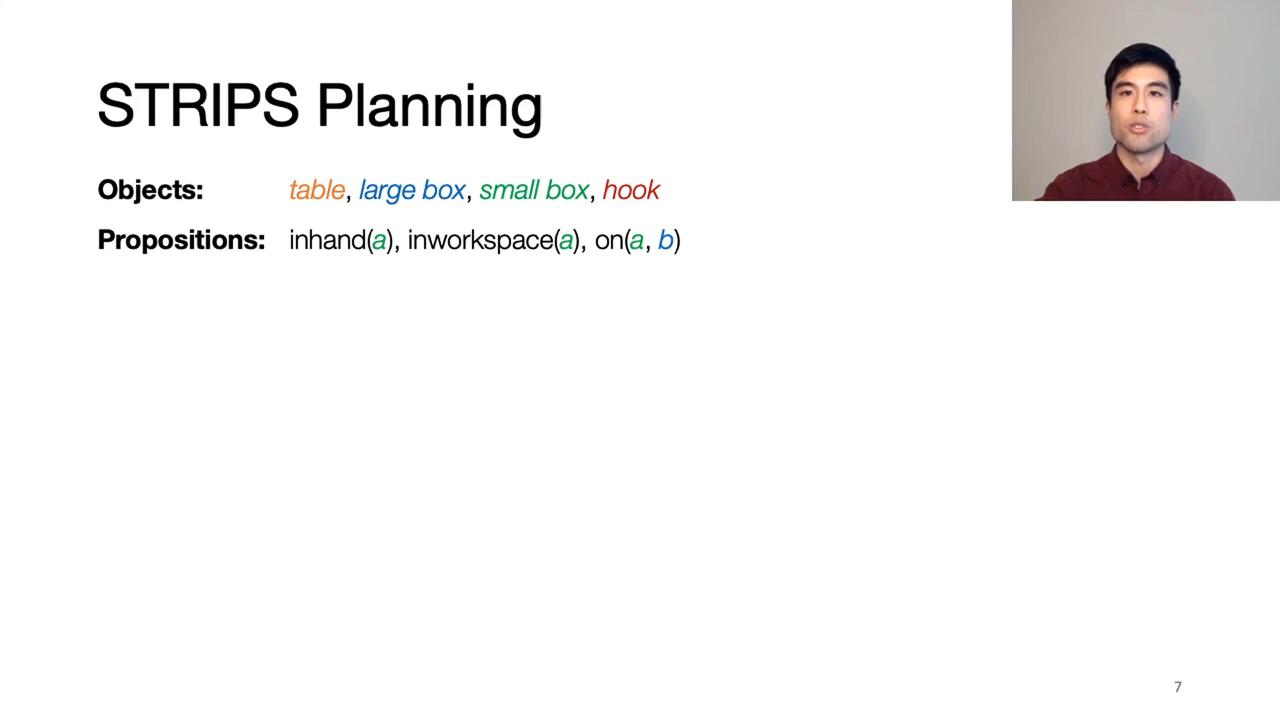 STRIPS Planning
Objects: table, large box, small box, hook
Propositions: inhand(a), inworkspace(a), on(a, b)
7